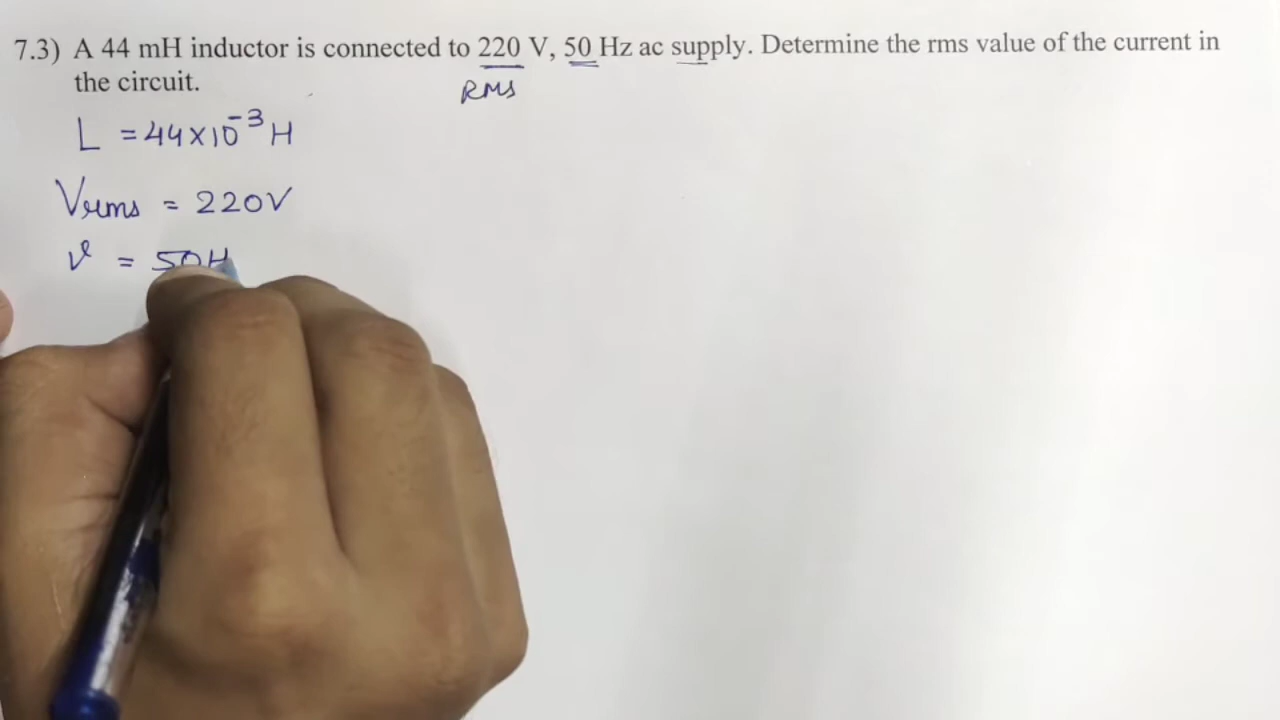 7.3) A 44 mH inductor is connected to 220 V, 50 Hz ac supply. Determine the rms value of the current in
the circuit.
RMS
L = 44×10⁻³ H
Vrms = 220V
ν = 50H